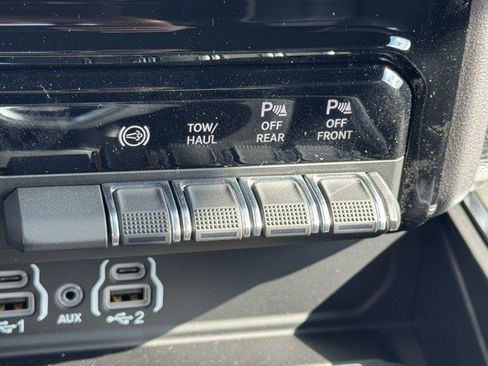 TOW/
HAUL
P
OFF
REAR
P
OFF
FRONT
1
AUX
2